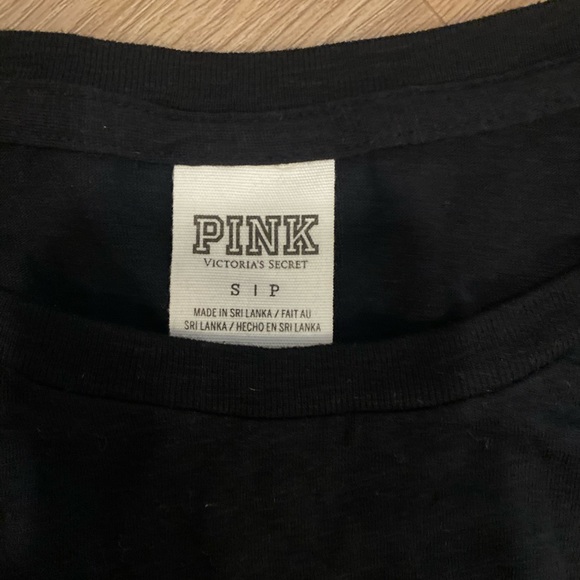 PINK
VICTORIA'S SECRET
S | P
MADE IN SRI LANKA / FAIT AU
SRI LANKA / HECHO EN SRI LANKA